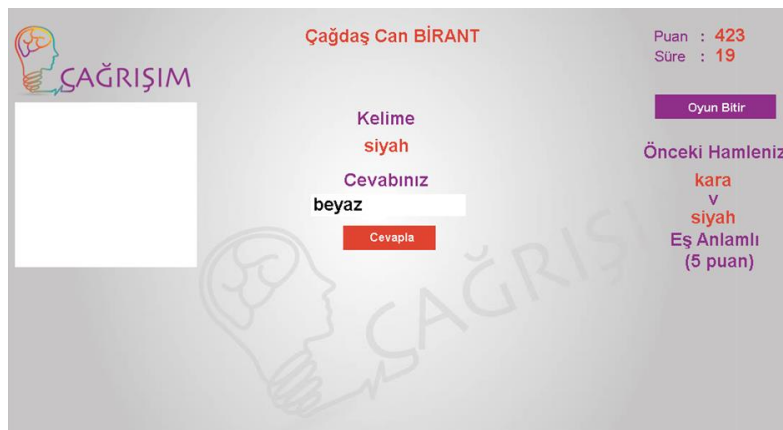 ÇAĞRIŞIM
Çağdaş Can BİRANT
Puan : 423
Süre : 19
Oyun Bitir
Kelime
siyah
Cevabınız
beyaz
Cevapla
Önceki Hamleniz
kara
v
siyah
Eş Anlamlı
(5 puan)
ÇAĞRIŞI